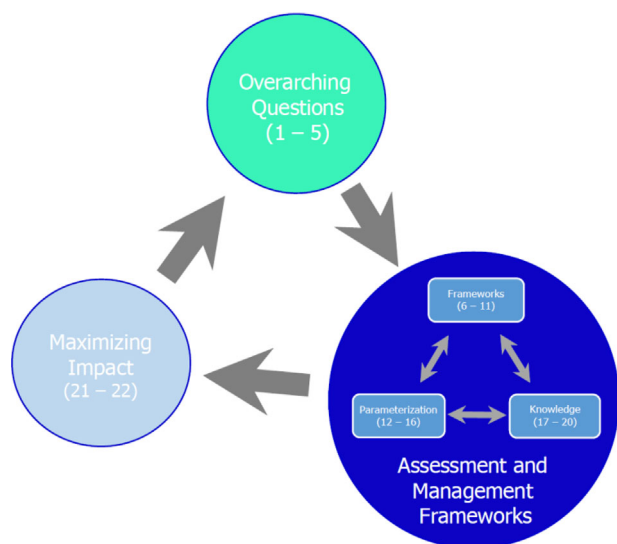 Overarching
Questions
(1 – 5)
Maximizing
Impact
(21 – 22)
Frameworks
(6 – 11)
Parameterization
(12 – 16)
Knowledge
(17 – 20)
Assessment and
Management
Frameworks